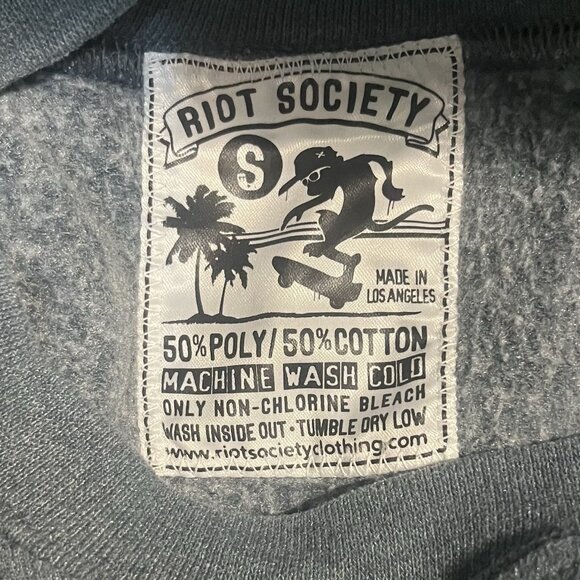 RIOT SOCIETY
S
MADE IN
LOS ANGELES
50% POLY/50% COTTON
MACHINE WASH COLD
ONLY NON-CHLORINE BLEACH
WASH INSIDE OUT · TUMBLE DRY LOW
www.riotsocietyclothing.com